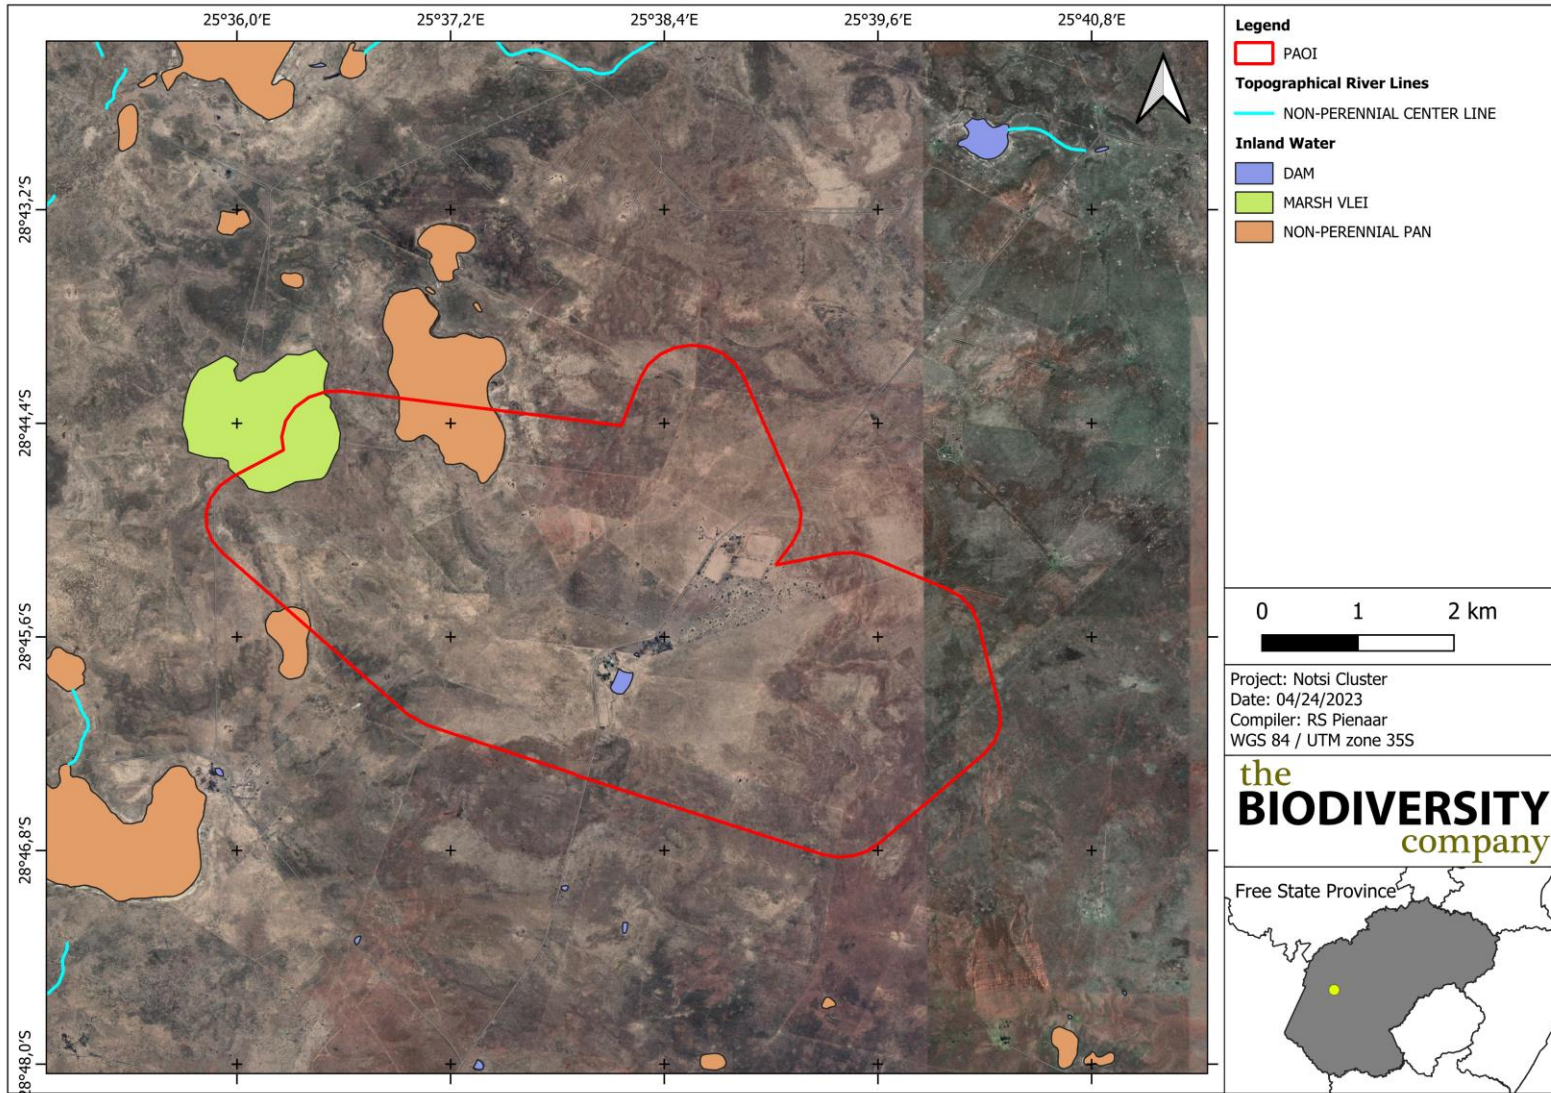 25°36,0'E 25°37,2'E 25°38,4'E 25°39,6'E 25°40,8'E
28°43,2'S
28°44,4'S
28°45,6'S
28°46,8'S
28°48,0'S
Legend
PAOI
Topographical River Lines
NON-PERENNIAL CENTER LINE
Inland Water
DAM
MARSH VLEI
NON-PERENNIAL PAN
0 1 2 km
Project: Notsi Cluster
Date: 04/24/2023
Compiler: RS Pienaar
WGS 84 / UTM zone 35S
the
BIODIVERSITY
company
Free State Province